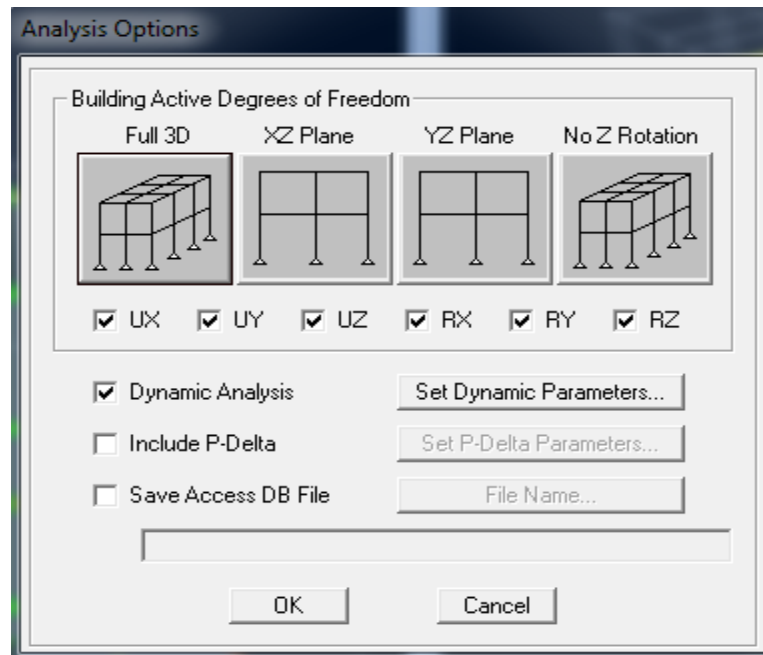 Analysis Options
Building Active Degrees of Freedom
Full 3D XZ Plane YZ Plane No Z Rotation
UX UY UZ RX RY RZ
Dynamic Analysis Set Dynamic Parameters...
Include P-Delta Set P-Delta Parameters...
Save Access DB File File Name...
OK Cancel